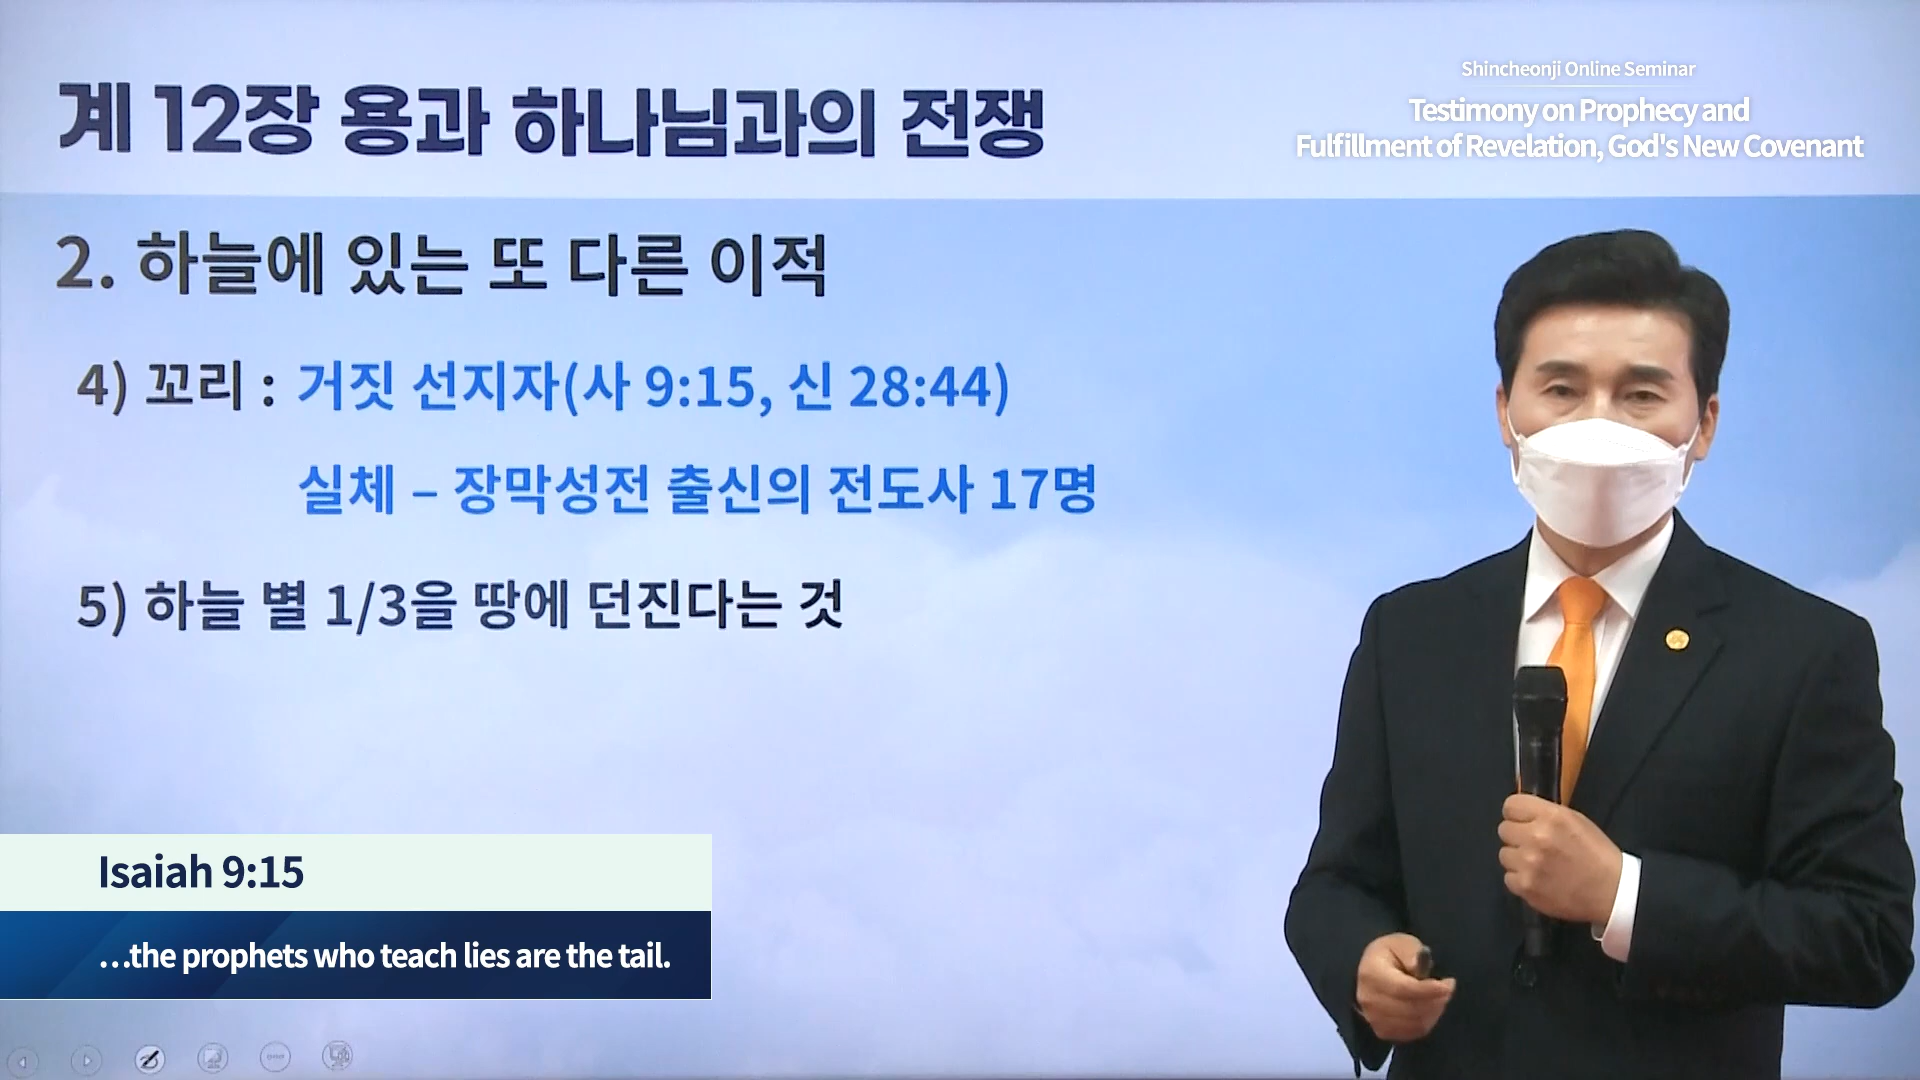 계 12장 용과 하나님과의 전쟁
Shincheonji Online Seminar
Testimony on Prophecy and
Fulfillment of Revelation, God's New Covenant
2. 하늘에 있는 또 다른 이적
4) 꼬리 : 거짓 선지자(사 9:15, 신 28:44)
실체 – 장막성전 출신의 전도사 17명
5) 하늘 별 1/3을 땅에 던진다는 것
Isaiah 9:15
…the prophets who teach lies are the tail.